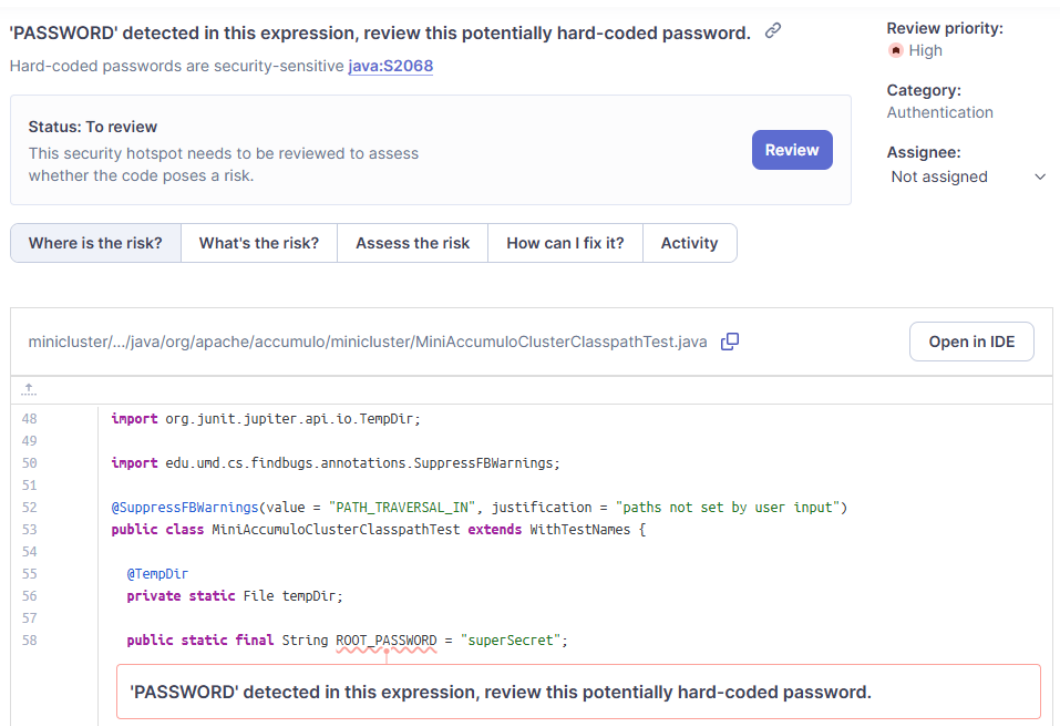 'PASSWORD' detected in this expression, review this potentially hard-coded password.
Hard-coded passwords are security-sensitive java:S2068
Review priority:
High
Category:
Authentication
Assignee:
Not assigned
Status: To review
This security hotspot needs to be reviewed to assess
whether the code poses a risk.
Review
Where is the risk? What's the risk? Assess the risk How can I fix it? Activity
minicluster/.../java/org/apache/accumulo/minicluster/MiniAccumuloClusterClasspathTest.java Open in IDE
48 import org.junit.jupiter.api.io.TempDir;
49
50 import edu.umd.cs.findbugs.annotations.SuppressFBWarnings;
51
52 @SuppressFBWarnings(value = "PATH_TRAVERSAL_IN", justification = "paths not set by user input")
53 public class MiniAccumuloClusterClasspathTest extends WithTestNames {
54
55 @TempDir
56 private static File tempDir;
57
58 public static final String ROOT_PASSWORD = "superSecret";
'PASSWORD' detected in this expression, review this potentially hard-coded password.